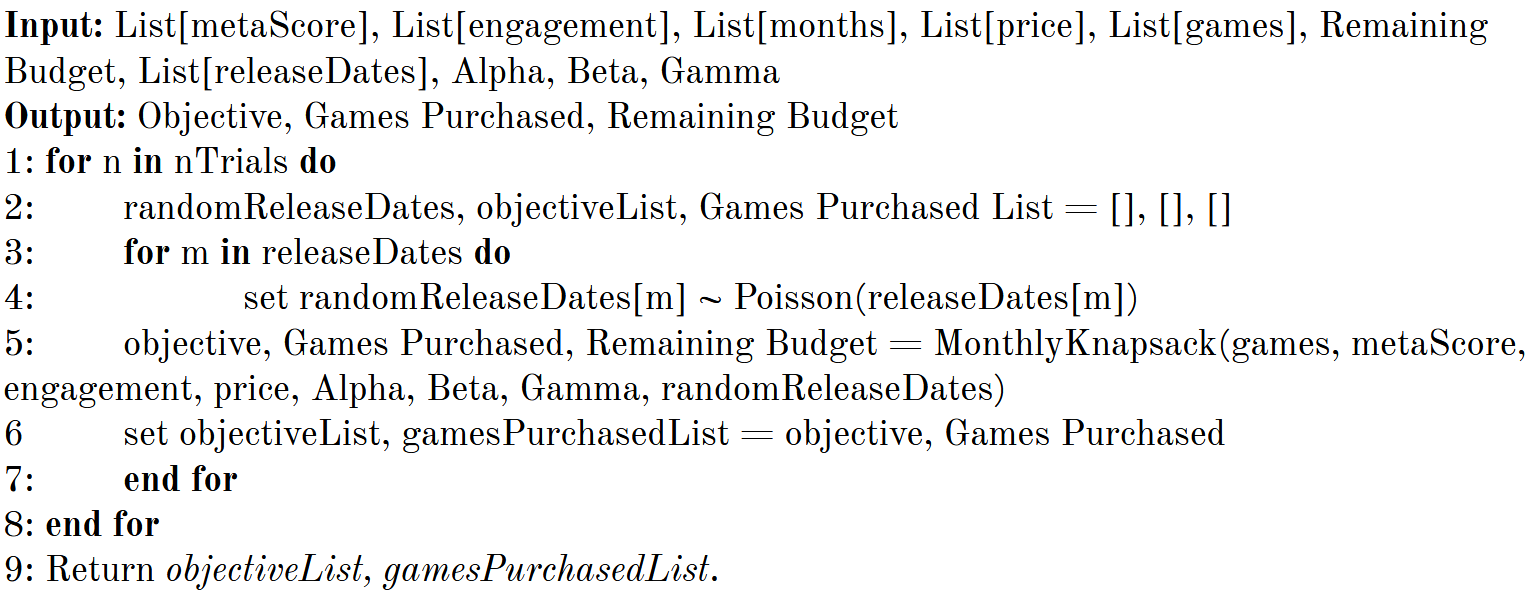 Input: List[metaScore], List[engagement], List[months], List[price], List[games], Remaining
Budget, List[releaseDates], Alpha, Beta, Gamma
Output: Objective, Games Purchased, Remaining Budget
1: for n in nTrials do
2: randomReleaseDates, objectiveList, Games Purchased List = [], [], []
3: for m in releaseDates do
4: set randomReleaseDates[m] ~ Poisson(releaseDates[m])
5: objective, Games Purchased, Remaining Budget = MonthlyKnapsack(games, metaScore,
engagement, price, Alpha, Beta, Gamma, randomReleaseDates)
6 set objectiveList, gamesPurchasedList = objective, Games Purchased
7: end for
8: end for
9: Return objectiveList, gamesPurchasedList.